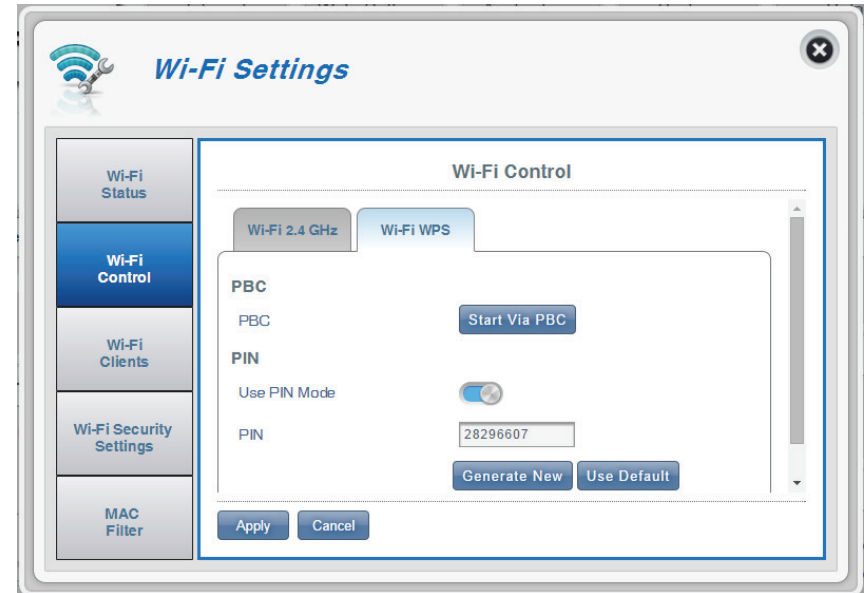 Wi-Fi Settings
Wi-Fi
Status
Wi-Fi
Control
Wi-Fi
Clients
Wi-Fi Security
Settings
MAC
Filter
Wi-Fi Control
Wi-Fi 2.4 GHz
Wi-Fi WPS
PBC
PBC
Start Via PBC
PIN
Use PIN Mode
PIN
28296607
Generate New
Use Default
Apply
Cancel